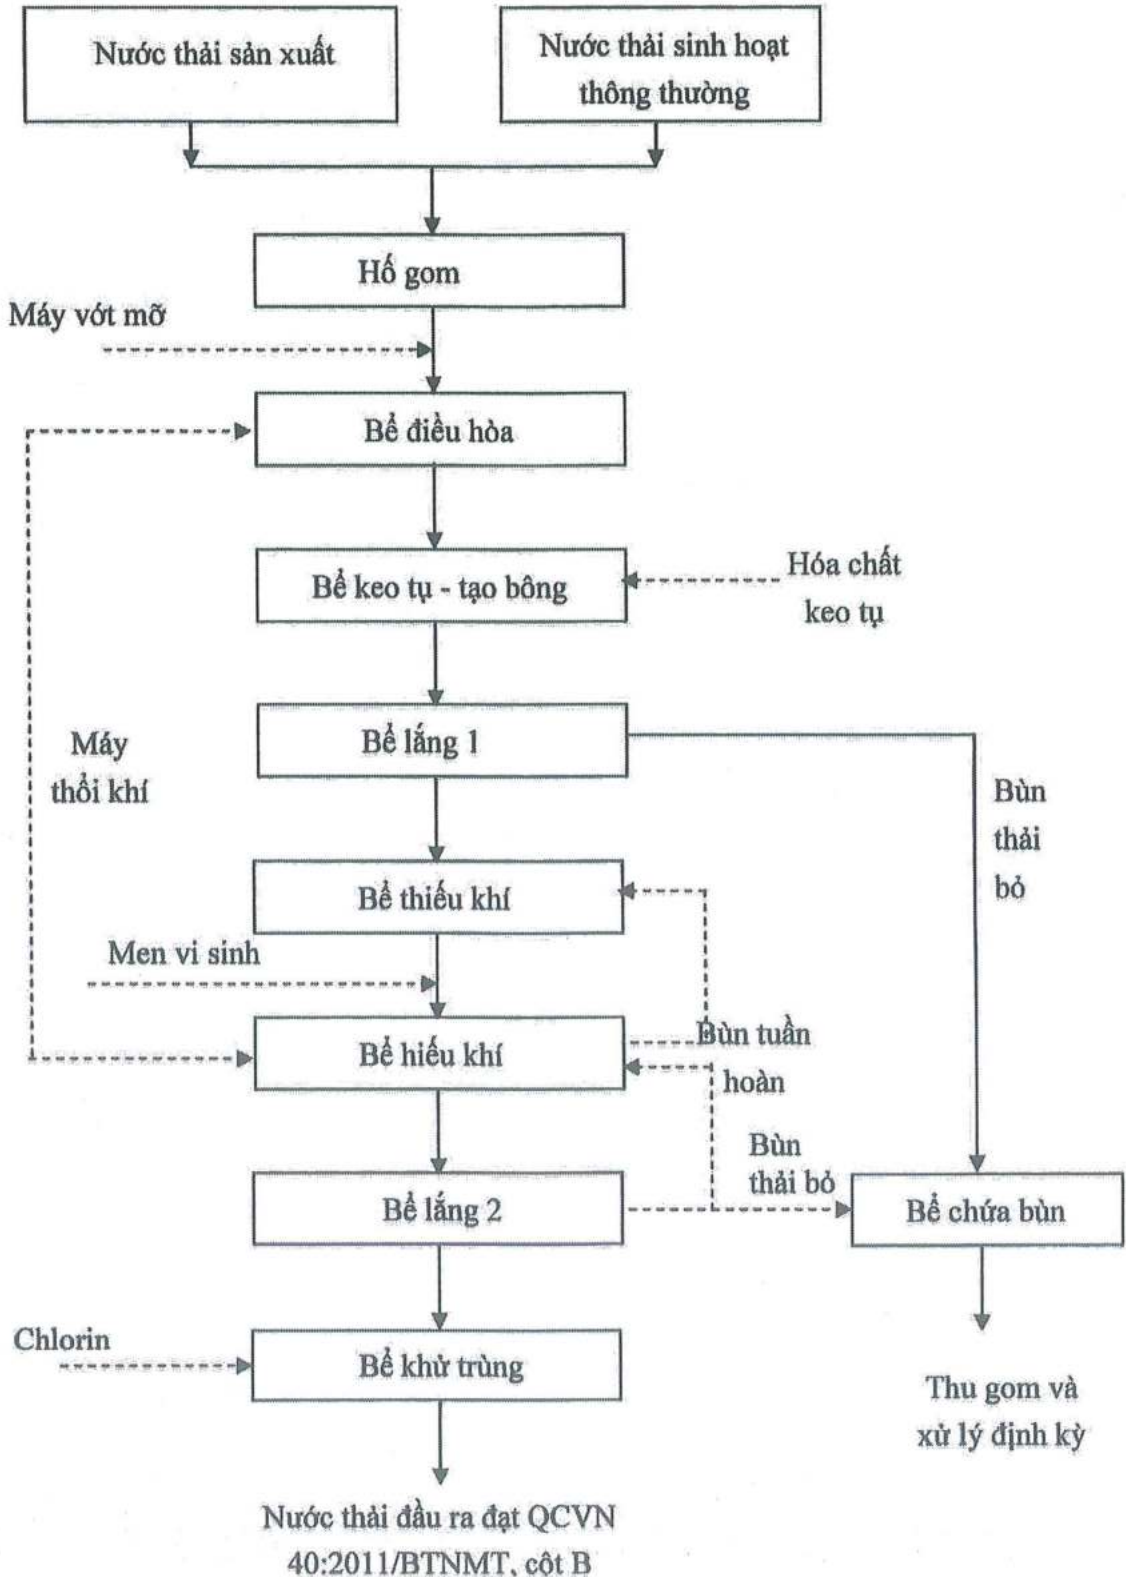 Nước thải sản xuất
Nước thải sinh hoạt
thông thường
Hố gom
Máy vớt mỡ
Bể điều hòa
Bể keo tụ - tạo bông
Hóa chất
keo tụ
Bể lắng 1
Máy
thổi khí
Bùn
thải
bỏ
Bể thiếu khí
Men vi sinh
Bể hiếu khí
Bùn tuần
hoàn
Bùn
thải bỏ
Bể lắng 2
Bể chứa bùn
Chlorin
Bể khử trùng
Thu gom và
xử lý định kỳ
Nước thải đầu ra đạt QCVN
40:2011/BTNMT, cột B